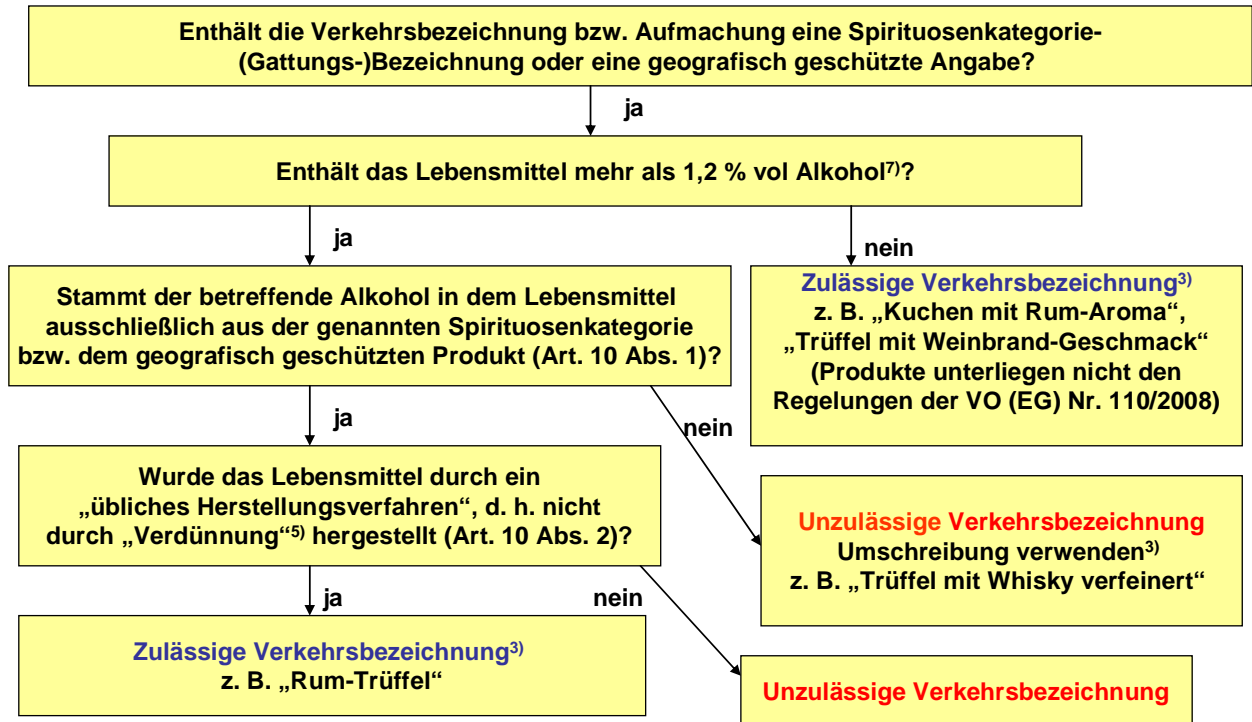 Enthält die Verkehrsbezeichnung bzw. Aufmachung eine Spirituosenkategorie-
(Gattungs-)Bezeichnung oder eine geografisch geschützte Angabe?
ja
Enthält das Lebensmittel mehr als 1,2 % vol Alkohol⁷⁾?
ja
nein
Stammt der betreffende Alkohol in dem Lebensmittel
ausschließlich aus der genannten Spirituosenkategorie
bzw. dem geografisch geschützten Produkt (Art. 10 Abs. 1)?
Zulässige Verkehrsbezeichnung³⁾
z. B. „Kuchen mit Rum-Aroma“,
„Trüffel mit Weinbrand-Geschmack“
(Produkte unterliegen nicht den
Regelungen der VO (EG) Nr. 110/2008)
ja
nein
Wurde das Lebensmittel durch ein
„übliches Herstellungsverfahren“, d. h. nicht
durch „Verdünnung“⁵⁾ hergestellt (Art. 10 Abs. 2)?
Unzulässige Verkehrsbezeichnung
Umschreibung verwenden³⁾
z. B. „Trüffel mit Whisky verfeinert“
ja
nein
Zulässige Verkehrsbezeichnung³⁾
z. B. „Rum-Trüffel“
Unzulässige Verkehrsbezeichnung